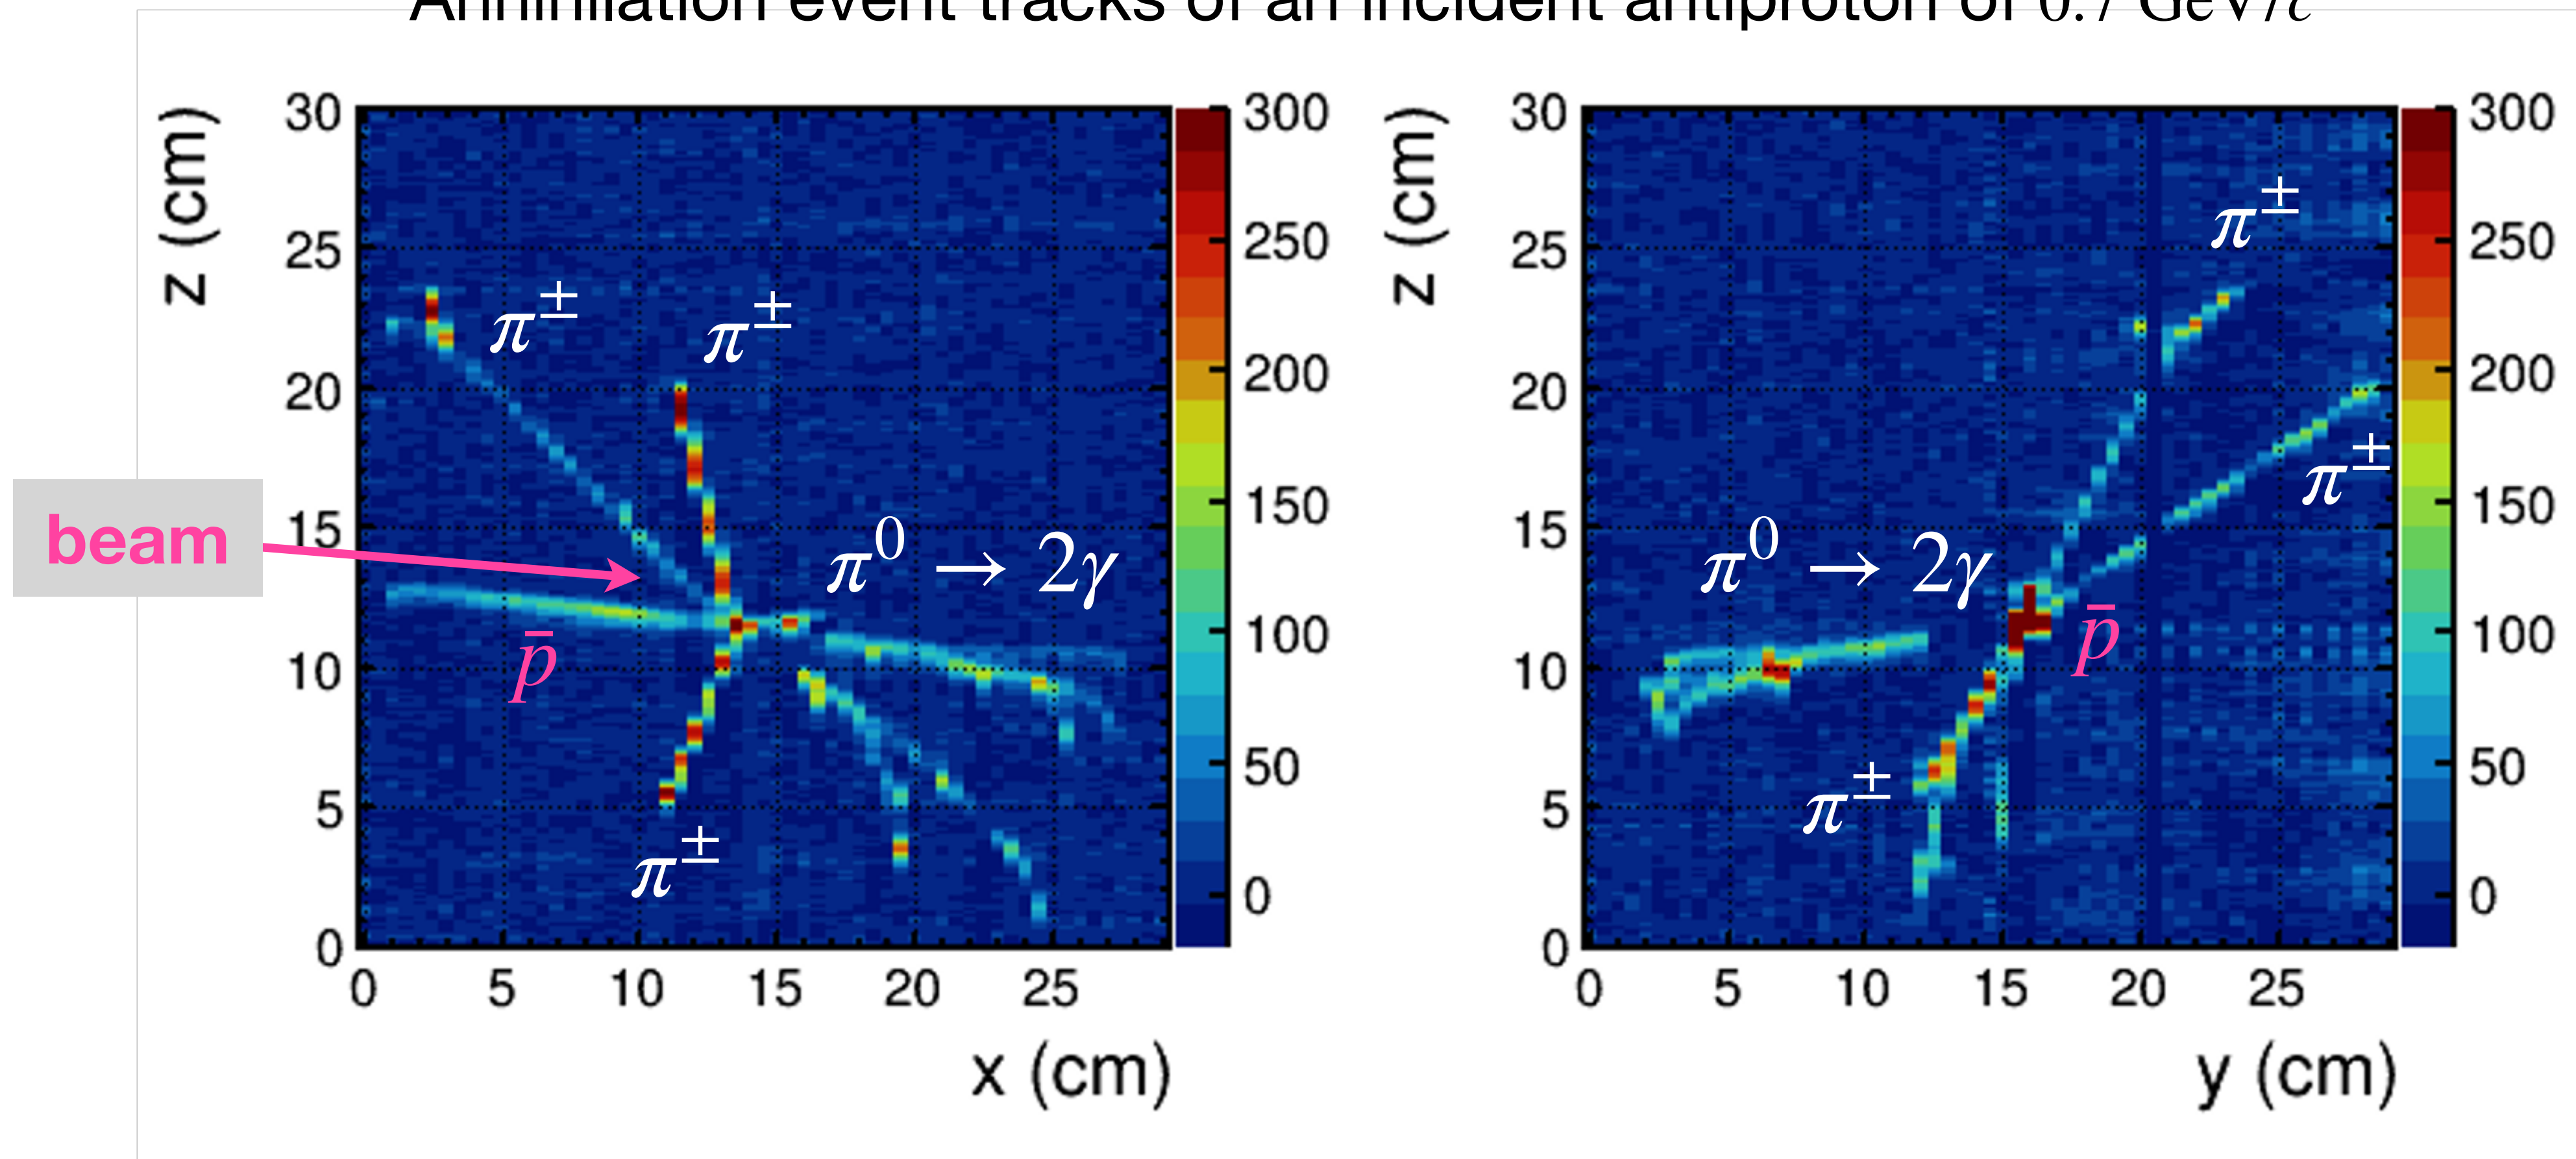 Annihilation event tracks of an incident antiproton of 0.7 GeV/c
z (cm)
30
25
20
15
10
5
0
0 5 10 15 20 25
x (cm)
π±
π±
π⁰ → 2γ
beam
p̄
π±
300
250
200
150
100
50
0
z (cm)
30
25
20
15
10
5
0
0 5 10 15 20 25
y (cm)
π±
π±
π⁰ → 2γ
p̄
π±
300
250
200
150
100
50
0